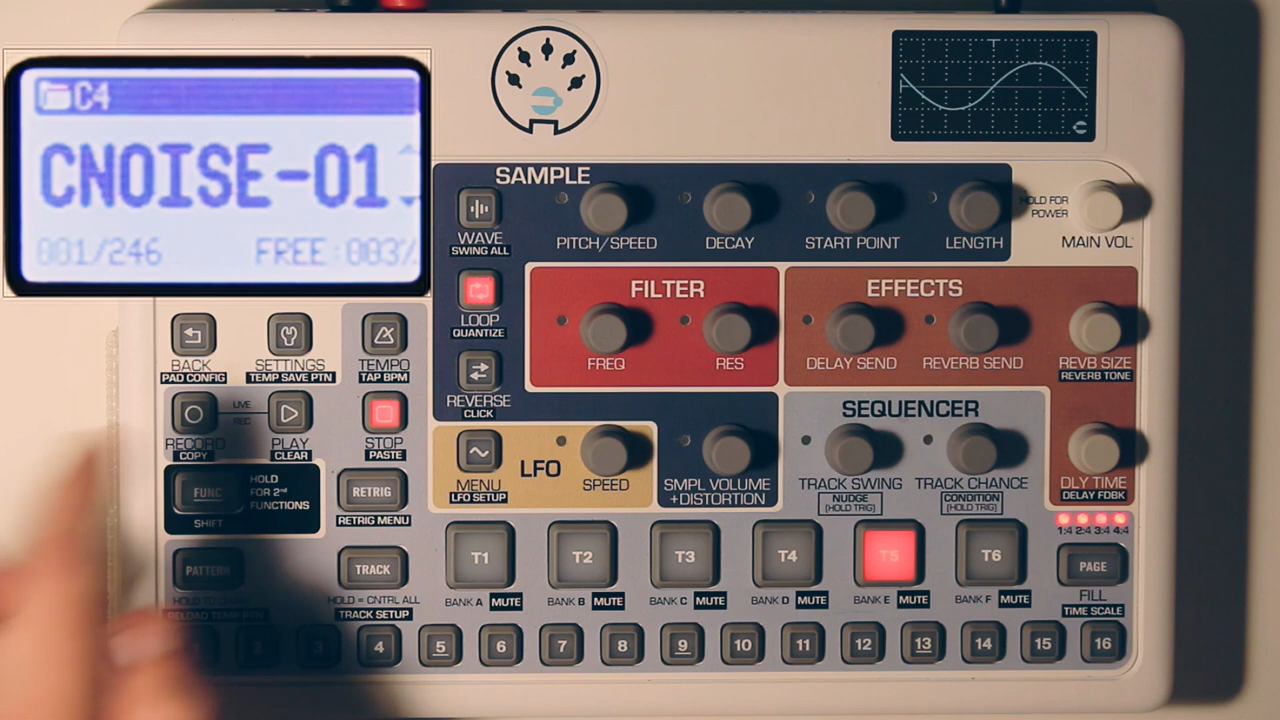 C4
CNOISE-01
001/246 FREE:003%
SAMPLE
WAVE
SWING ALL
PITCH/SPEED
DECAY
START POINT
LENGTH
HOLD FOR
POWER
MAIN VOL
LOOP
QUANTIZE
REVERSE
CLICK
FILTER
FREQ
RES
EFFECTS
DELAY SEND
REVERB SEND
REVB SIZE
REVERB TONE
DLY TIME
DELAY FDBK
BACK
PAD CONFIG
SETTINGS
TEMP SAVE PTN
TEMPO
TAP BPM
RECORD
COPY
LIVE
REC
PLAY
CLEAR
STOP
PASTE
MENU
LFO SETUP
LFO
SPEED
SMPL VOLUME
+DISTORTION
SEQUENCER
TRACK SWING
NUDGE
[HOLD TRIG]
TRACK CHANCE
CONDITION
[HOLD TRIG]
FUNC
SHIFT
HOLD
FOR 2nd
FUNCTIONS
RETRIG
RETRIG MENU
1:4 2:4 3:4 4:4
PATTERN
RELOAD TEMP PTN
TRACK
HOLD = CNTRL ALL
TRACK SETUP
T1
BANK A MUTE
T2
BANK B MUTE
T3
BANK C MUTE
T4
BANK D MUTE
T5
BANK E MUTE
T6
BANK F MUTE
PAGE
FILL
TIME SCALE
2 3 4 5 6 7 8 9 10 11 12 13 14 15 16